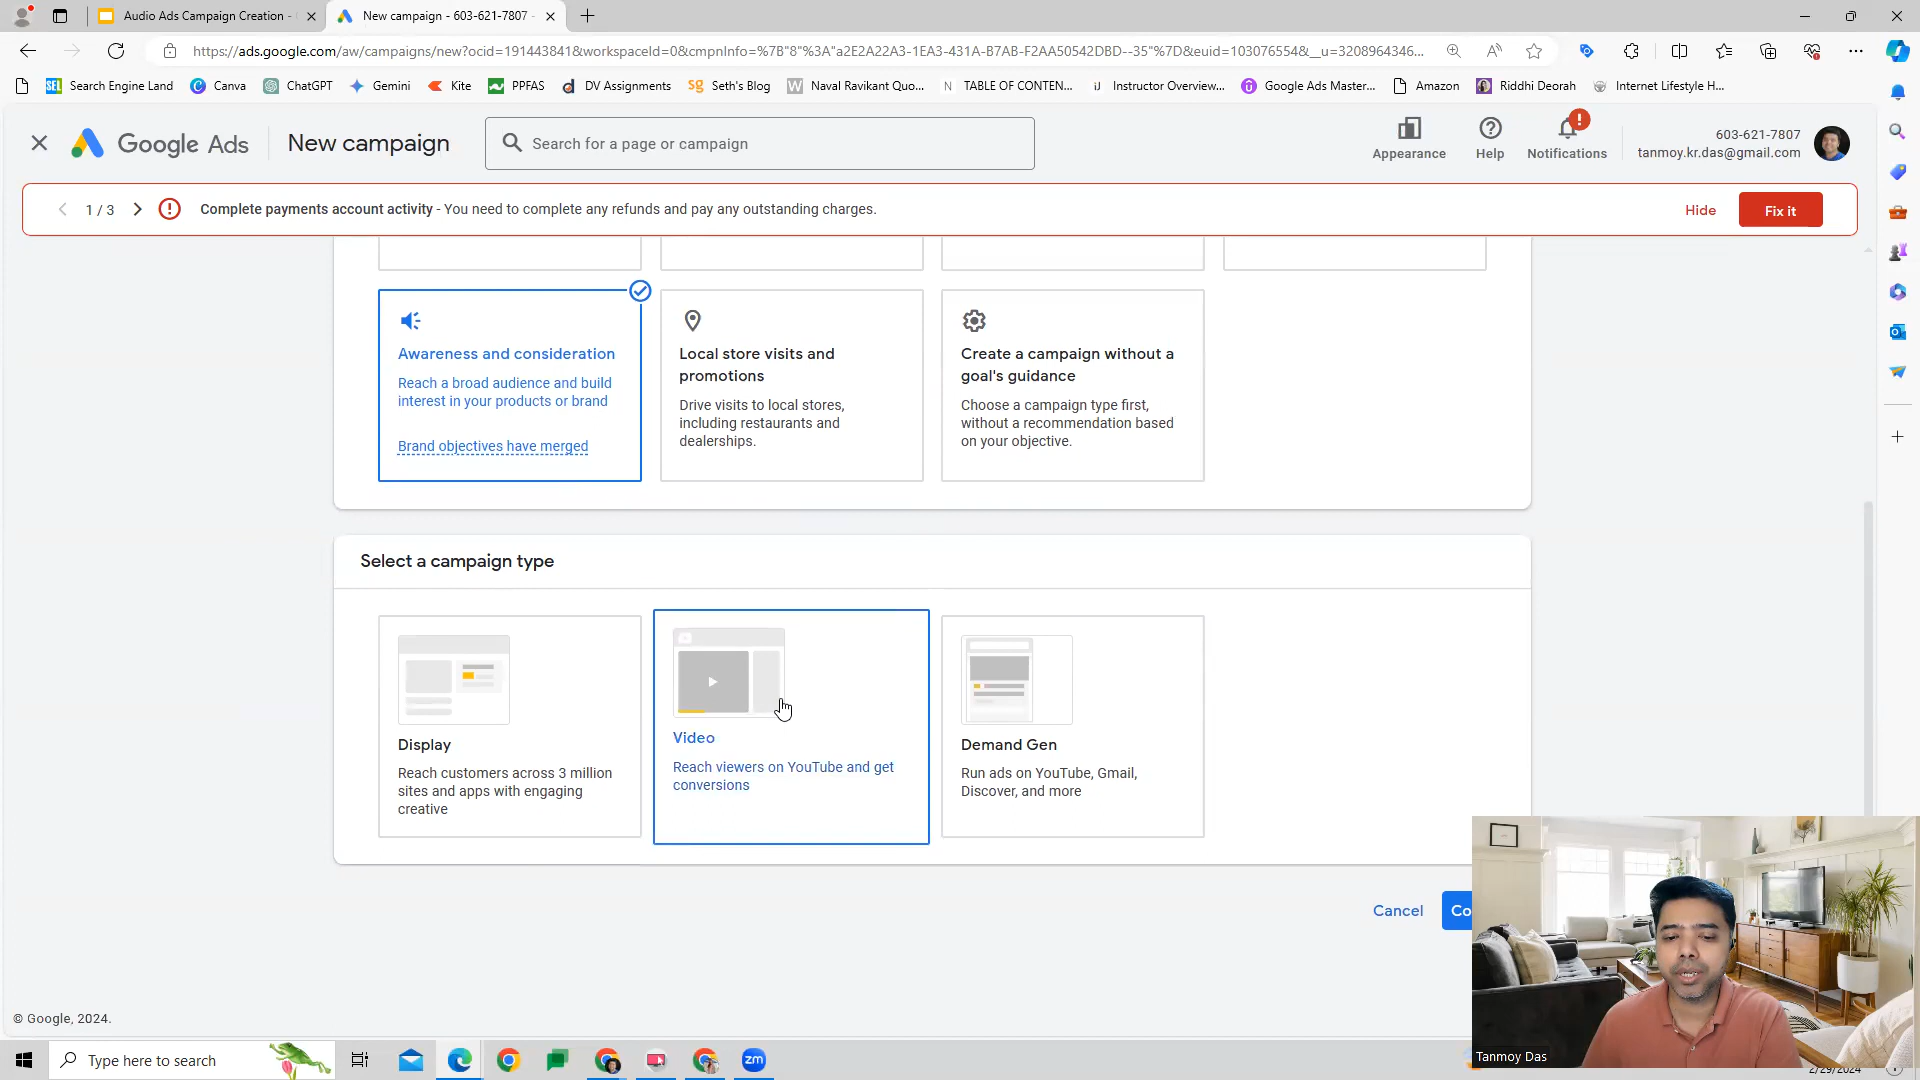 Audio Ads Campaign Creation -
New campaign - 603-621-7807 -
https://ads.google.com/aw/campaigns/new?ocid=191443841&workspaceId=0&cmpnInfo=%7B"8"%3A"a2E2A22A3-1EA3-431A-B7AB-F2AA50542DBD--35"%7D&euid=103076554&__u=3208964346...
SEL Search Engine Land
Canva
ChatGPT
Gemini
Kite
PPFAS
DV Assignments
Seth's Blog
Naval Ravikant Quo...
TABLE OF CONTEN...
Instructor Overview...
Google Ads Master...
Amazon
Riddhi Deorah
Internet Lifestyle H...
Google Ads
New campaign
Search for a page or campaign
Appearance
Help
Notifications
603-621-7807
tanmoy.kr.das@gmail.com
1 / 3
Complete payments account activity - You need to complete any refunds and pay any outstanding charges.
Hide
Fix it
Awareness and consideration
Reach a broad audience and build
interest in your products or brand
Brand objectives have merged
Local store visits and
promotions
Drive visits to local stores,
including restaurants and
dealerships.
Create a campaign without a
goal's guidance
Choose a campaign type first,
without a recommendation based
on your objective.
Select a campaign type
Display
Reach customers across 3 million
sites and apps with engaging
creative
Video
Reach viewers on YouTube and get
conversions
Demand Gen
Run ads on YouTube, Gmail,
Discover, and more
Cancel
Co
© Google, 2024.
Tanmoy Das
Type here to search
zm
2/29/2024